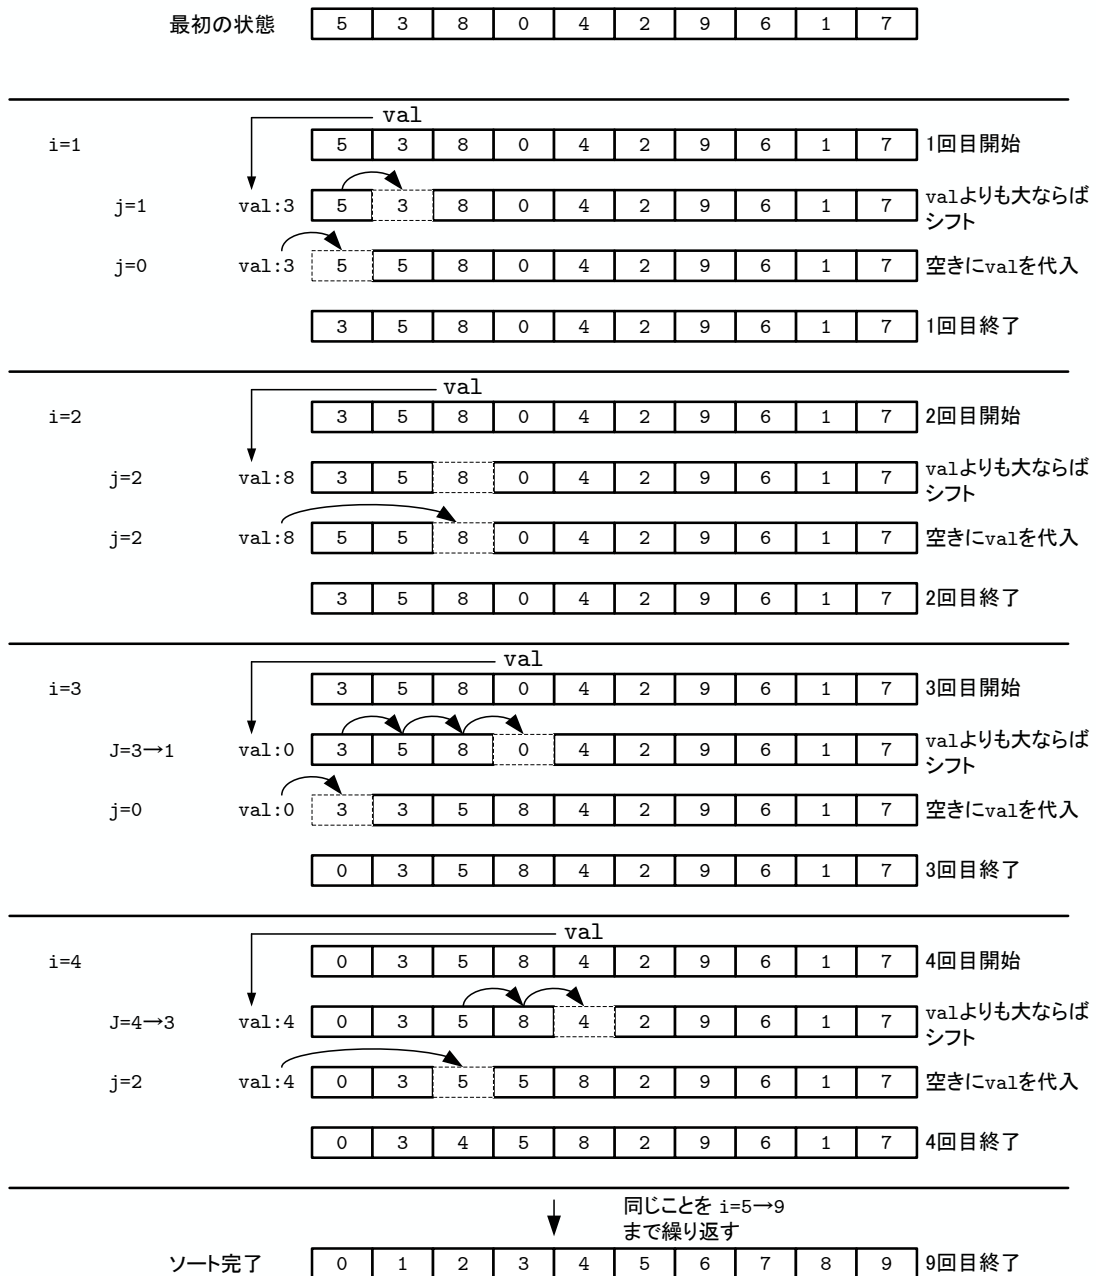 最初の状態 5 3 8 0 4 2 9 6 1 7
val
i=1 5 3 8 0 4 2 9 6 1 7 1回目開始
j=1 val:3 5 3 8 0 4 2 9 6 1 7 valよりも大ならば
シフト
j=0 val:3 5 5 8 0 4 2 9 6 1 7 空きにvalを代入
3 5 8 0 4 2 9 6 1 7 1回目終了
val
i=2 3 5 8 0 4 2 9 6 1 7 2回目開始
j=2 val:8 3 5 8 0 4 2 9 6 1 7 valよりも大ならば
シフト
j=2 val:8 5 5 8 0 4 2 9 6 1 7 空きにvalを代入
3 5 8 0 4 2 9 6 1 7 2回目終了
val
i=3 3 5 8 0 4 2 9 6 1 7 3回目開始
J=3→1 val:0 3 5 8 0 4 2 9 6 1 7 valよりも大ならば
シフト
j=0 val:0 3 3 5 8 4 2 9 6 1 7 空きにvalを代入
0 3 5 8 4 2 9 6 1 7 3回目終了
val
i=4 0 3 5 8 4 2 9 6 1 7 4回目開始
J=4→3 val:4 0 3 5 8 4 2 9 6 1 7 valよりも大ならば
シフト
j=2 val:4 0 3 5 5 8 2 9 6 1 7 空きにvalを代入
0 3 4 5 8 2 9 6 1 7 4回目終了
同じことを i=5→9
まで繰り返す
ソート完了 0 1 2 3 4 5 6 7 8 9 9回目終了